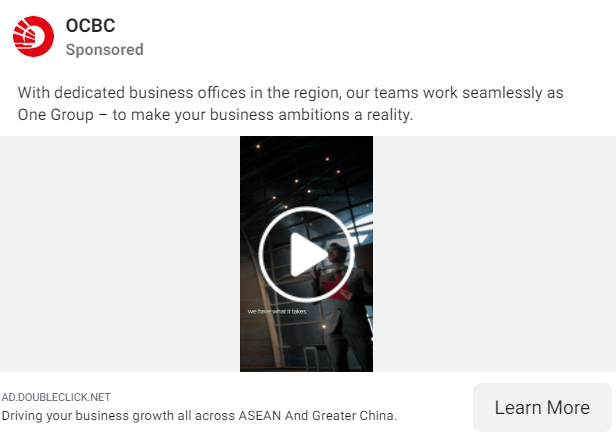 OCBC
Sponsored
With dedicated business offices in the region, our teams work seamlessly as
One Group – to make your business ambitions a reality.
we have what it takes.
AD.DOUBLECLICK.NET
Driving your business growth all across ASEAN And Greater China.
Learn More